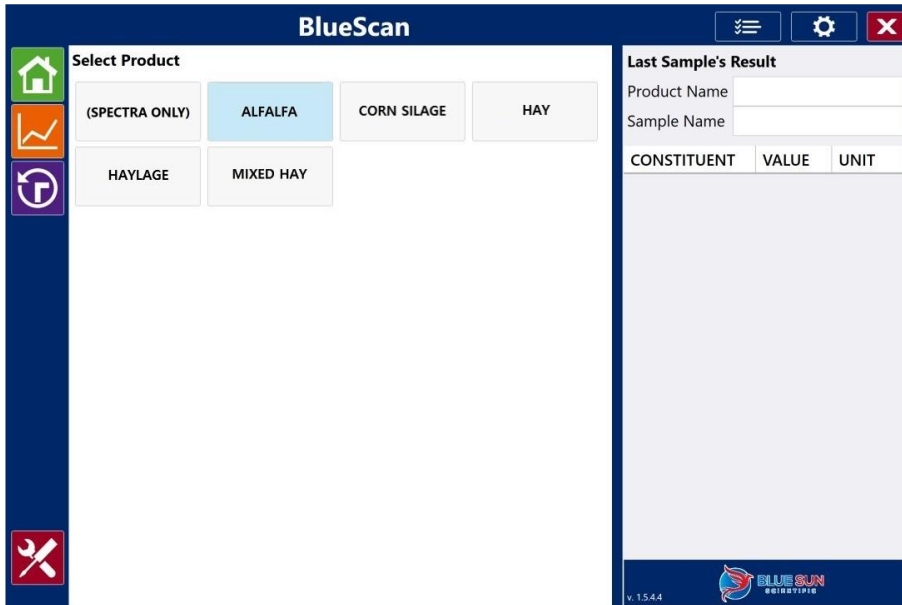 BlueScan
Select Product
(SPECTRA ONLY)
ALFALFA
CORN SILAGE
HAY
HAYLAGE
MIXED HAY
Last Sample's Result
Product Name
Sample Name
CONSTITUENT VALUE UNIT
v. 1.5.4.4
BLUE SUN
SCIENTIFIC